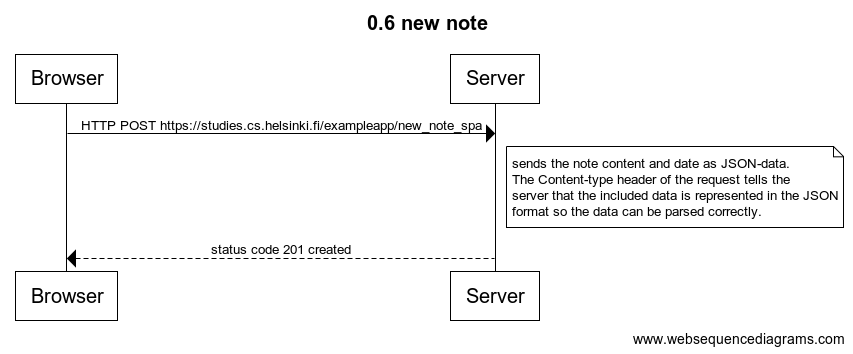 0.6 new note
Browser
Server
HTTP POST https://studies.cs.helsinki.fi/exampleapp/new_note_spa
sends the note content and date as JSON-data.
The Content-type header of the request tells the
server that the included data is represented in the JSON
format so the data can be parsed correctly.
status code 201 created
Browser
Server
www.websequencediagrams.com